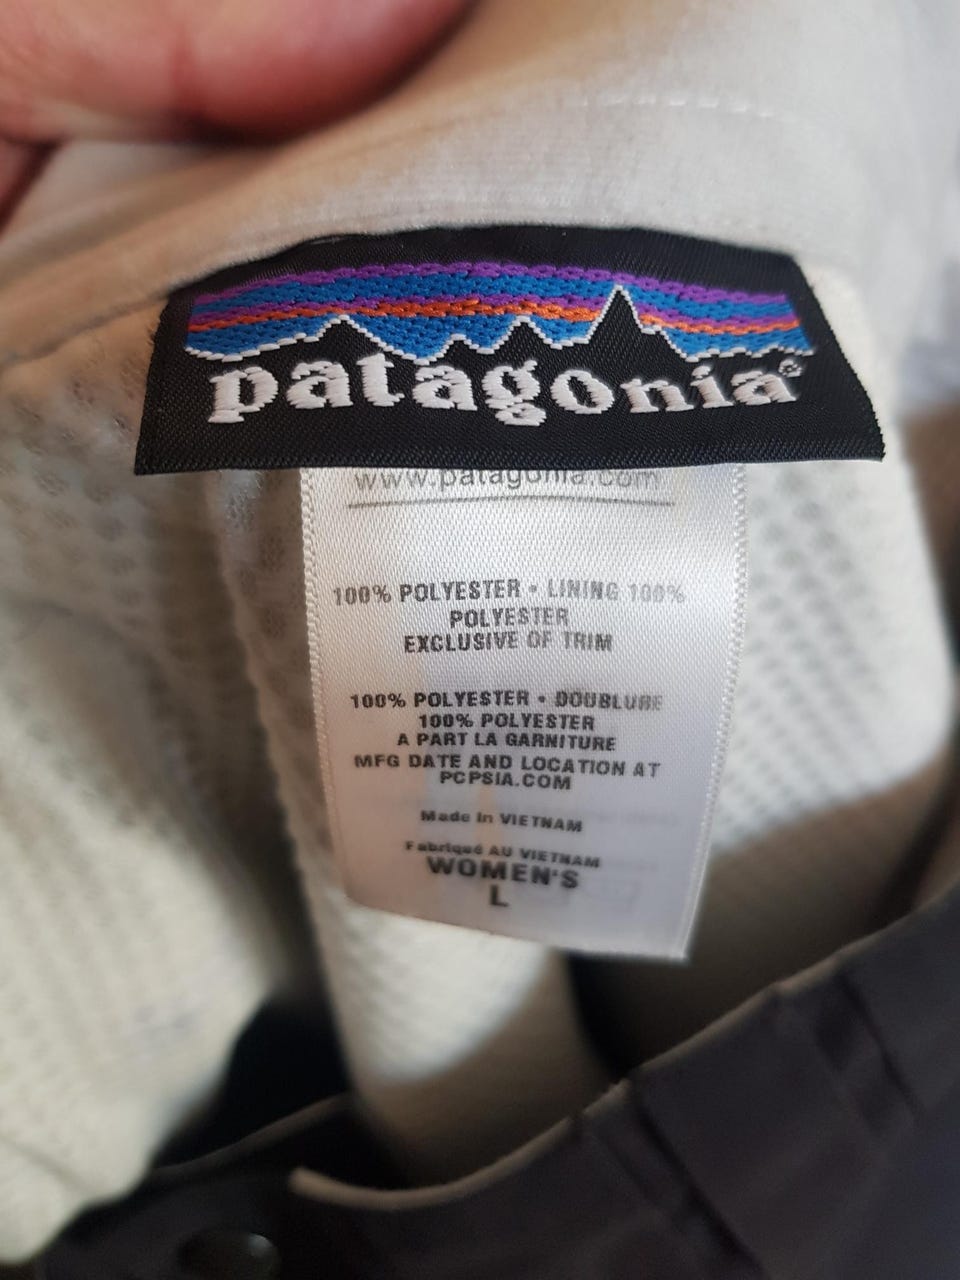 patagonia®
www.patagonia.com
100% POLYESTER • LINING 100%
POLYESTER
EXCLUSIVE OF TRIM
100% POLYESTER • DOUBLURE
100% POLYESTER
A PART LA GARNITURE
MFG DATE AND LOCATION AT
PCPSIA.COM
Made In VIETNAM
Fabriqué AU VIETNAM
WOMEN'S
L